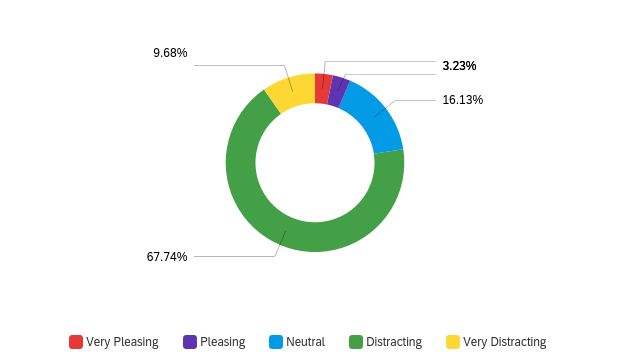 9.68%
3.23%
16.13%
67.74%
Very Pleasing Pleasing Neutral Distracting Very Distracting